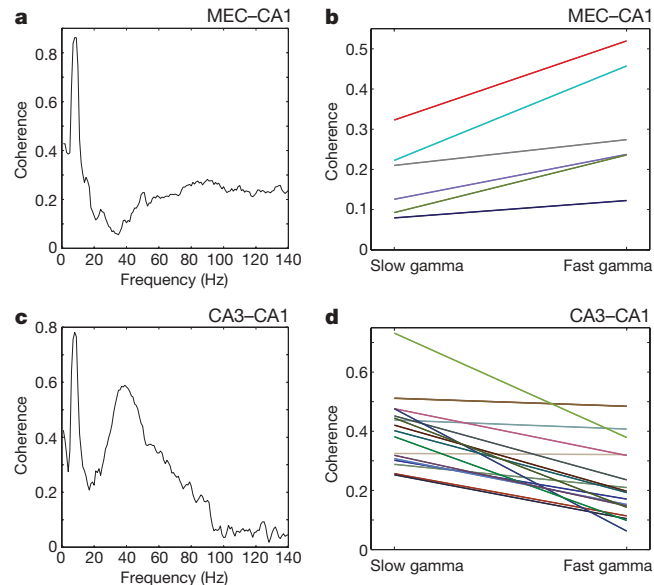 a MEC–CA1
Coherence
0.8
0.6
0.4
0.2
0
0 20 40 60 80 100 120 140
Frequency (Hz)
b MEC–CA1
Coherence
0.5
0.4
0.3
0.2
0.1
0
Slow gamma Fast gamma
c CA3–CA1
Coherence
0.8
0.6
0.4
0.2
0
0 20 40 60 80 100 120 140
Frequency (Hz)
d CA3–CA1
Coherence
0.8
0.6
0.4
0.2
0
Slow gamma Fast gamma